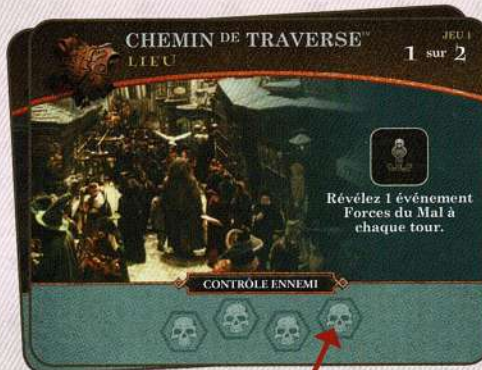 CHEMIN DE TRAVERSE™
LIEU
JEU 1
1 sur 2
Révélez 1 événement
Forces du Mal à
chaque tour.
CONTRÔLE ENNEMI